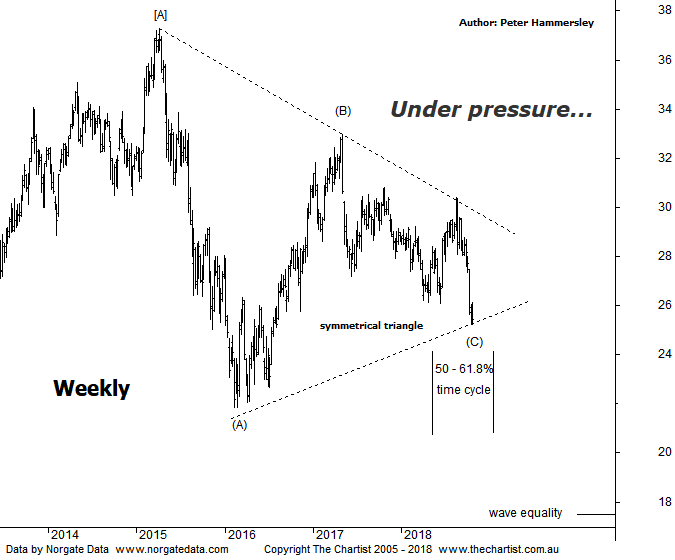 [A]
Author: Peter Hammersley
38
36
(B)
Under pressure...
34
32
30
28
26
symmetrical triangle
(C)
24
50 - 61.8%
time cycle
Weekly
(A)
20
wave equality
18
2014 2015 2016 2017 2018
Data by Norgate Data www.norgatedata.com Copyright The Chartist 2005 - 2018 www.thechartist.com.au